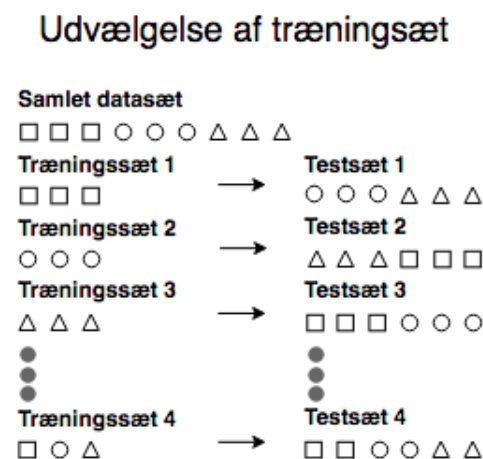 Udvælgelse af træningsæt
Samlet datasæt
Træningssæt 1
Testsæt 1
Træningssæt 2
Testsæt 2
Træningssæt 3
Testsæt 3
Træningssæt 4
Testsæt 4